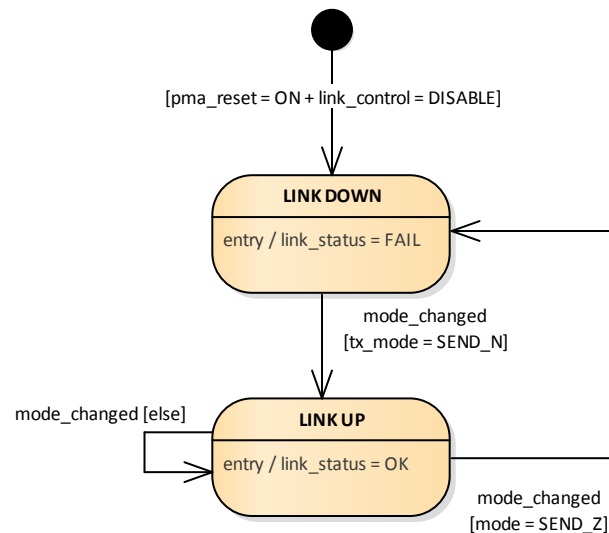 [pma_reset = ON + link_control = DISABLE]
LINK DOWN
entry / link_status = FAIL
mode_changed
[tx_mode = SEND_N]
mode_changed [else]
LINK UP
entry / link_status = OK
mode_changed
[mode = SEND_Z]